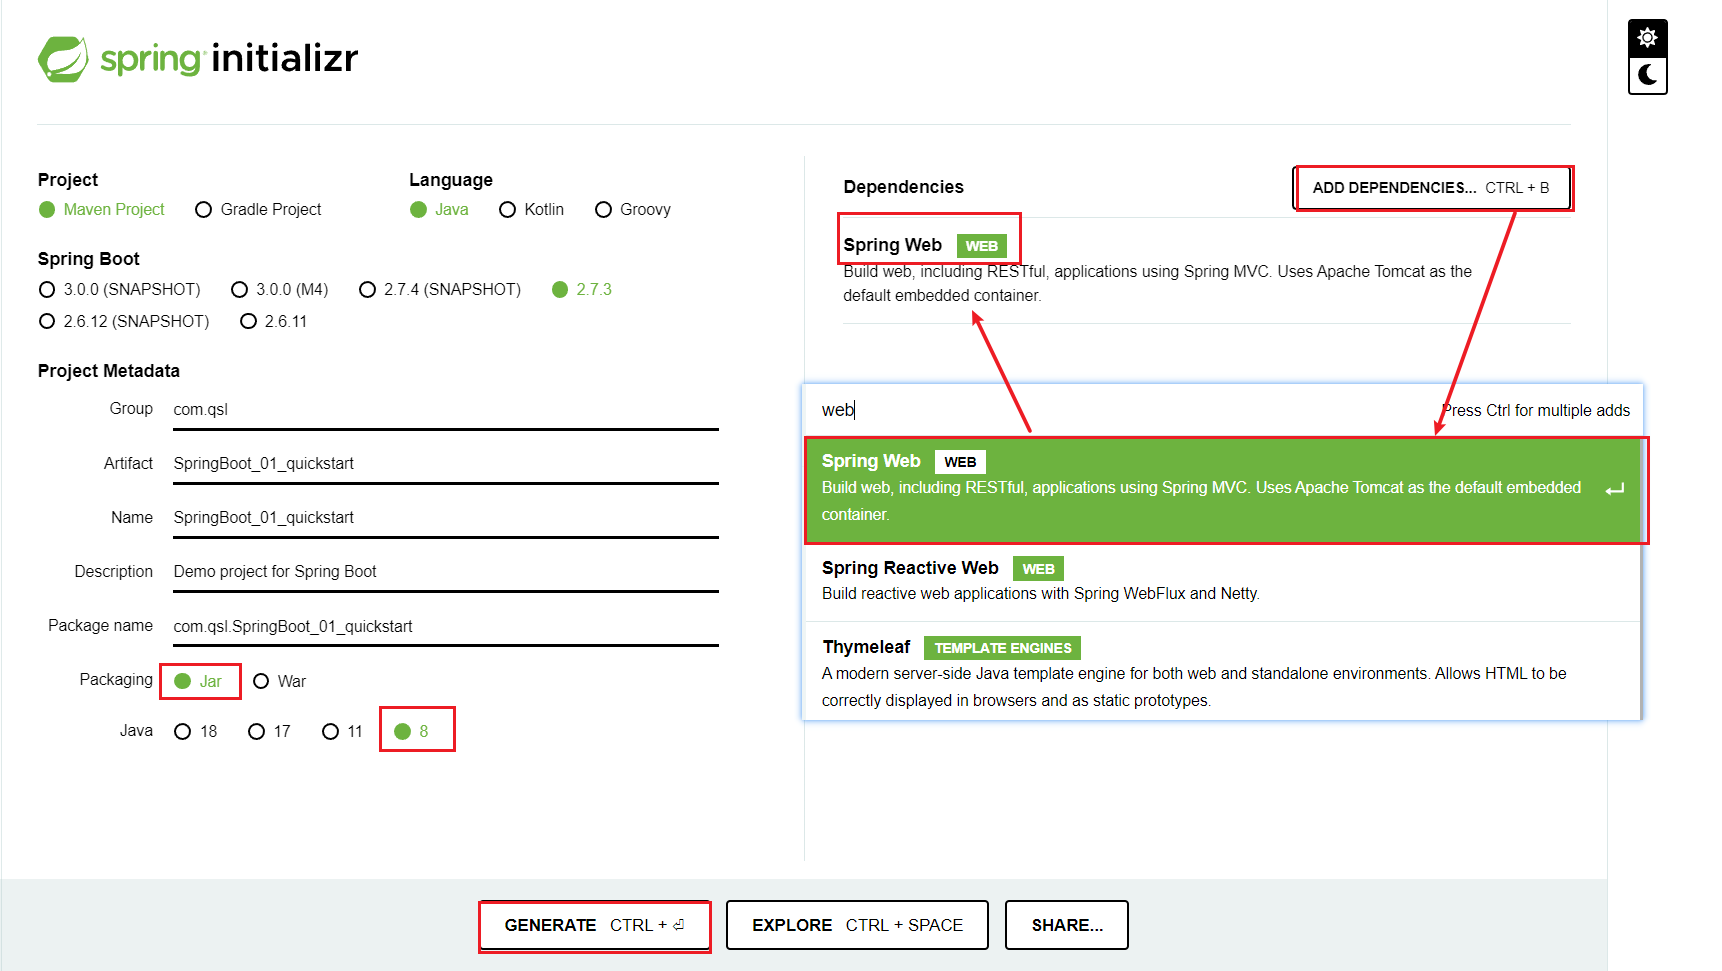 spring initializr
Project
Maven Project Gradle Project
Language
Java Kotlin Groovy
Spring Boot
3.0.0 (SNAPSHOT) 3.0.0 (M4) 2.7.4 (SNAPSHOT) 2.7.3
2.6.12 (SNAPSHOT) 2.6.11
Project Metadata
Group com.qsl
Artifact SpringBoot_01_quickstart
Name SpringBoot_01_quickstart
Description Demo project for Spring Boot
Package name com.qsl.SpringBoot_01_quickstart
Packaging Jar War
Java 18 17 11 8
Dependencies ADD DEPENDENCIES... CTRL + B
Spring Web WEB
Build web, including RESTful, applications using Spring MVC. Uses Apache Tomcat as the
default embedded container.
web Press Ctrl for multiple adds
Spring Web WEB
Build web, including RESTful, applications using Spring MVC. Uses Apache Tomcat as the default embedded
container.
Spring Reactive Web WEB
Build reactive web applications with Spring WebFlux and Netty.
Thymeleaf TEMPLATE ENGINES
A modern server-side Java template engine for both web and standalone environments. Allows HTML to be
correctly displayed in browsers and as static prototypes.
GENERATE CTRL + ⏎ EXPLORE CTRL + SPACE SHARE...